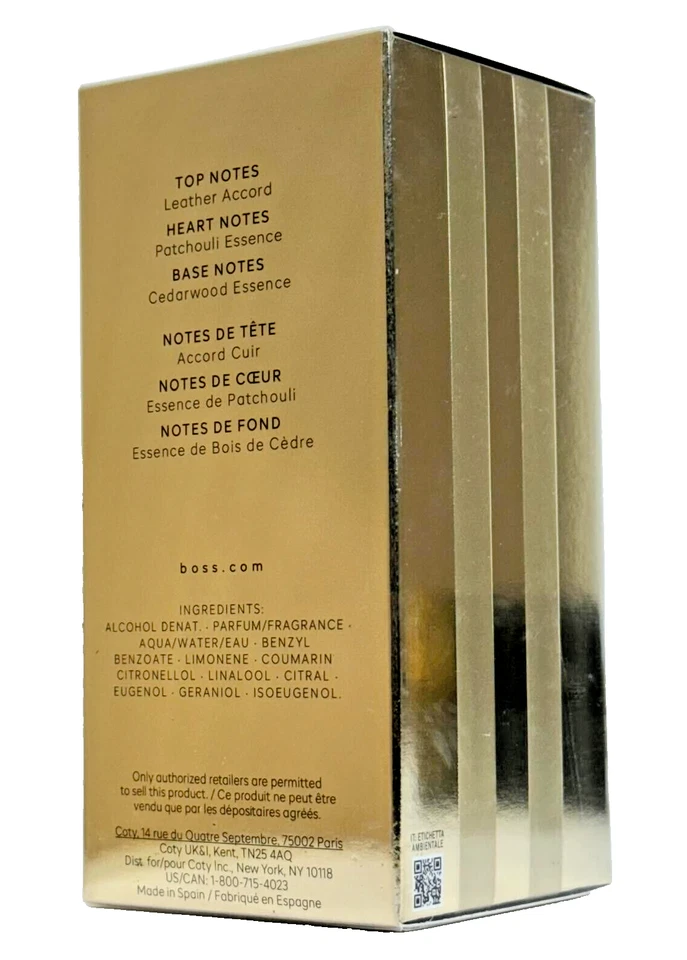 TOP NOTES
Leather Accord
HEART NOTES
Patchouli Essence
BASE NOTES
Cedarwood Essence
NOTES DE TÊTE
Accord Cuir
NOTES DE CŒUR
Essence de Patchouli
NOTES DE FOND
Essence de Bois de Cèdre
boss.com
INGREDIENTS:
ALCOHOL DENAT. · PARFUM/FRAGRANCE ·
AQUA/WATER/EAU · BENZYL
BENZOATE · LIMONENE · COUMARIN
CITRONELLOL · LINALOOL · CITRAL ·
EUGENOL · GERANIOL · ISOEUGENOL.
Only authorized retailers are permitted
to sell this product. / Ce produit ne peut être
vendu que par les dépositaires agréés.
Coty, 14 rue du Quatre Septembre, 75002 Paris
Coty UK&I, Kent, TN25 4AQ
Dist. for/pour Coty Inc., New York, NY 10118
US/CAN: 1-800-715-4023
Made in Spain / Fabriqué en Espagne
IT: ETICHETTA
AMBIENTALE